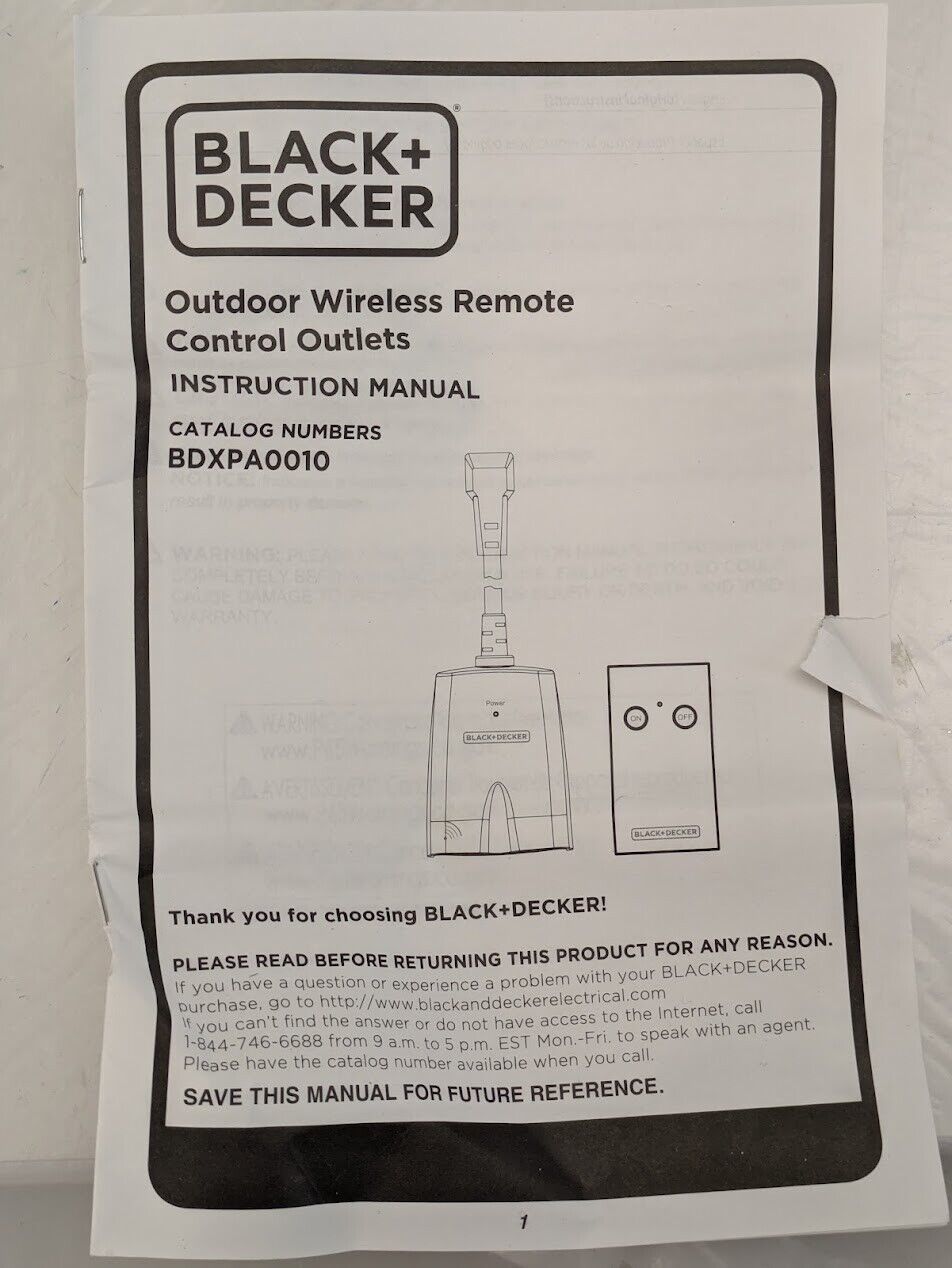 BLACK+
DECKER
®
Outdoor Wireless Remote
Control Outlets
INSTRUCTION MANUAL
CATALOG NUMBERS
BDXPA0010
Power
BLACK+DECKER
ON
OFF
BLACK+DECKER
Thank you for choosing BLACK+DECKER!
PLEASE READ BEFORE RETURNING THIS PRODUCT FOR ANY REASON.
If you have a question or experience a problem with your BLACK+DECKER
purchase, go to http://www.blackanddeckerelectrical.com
If you can't find the answer or do not have access to the Internet, call
1-844-746-6688 from 9 a.m. to 5 p.m. EST Mon.-Fri. to speak with an agent.
Please have the catalog number available when you call.
SAVE THIS MANUAL FOR FUTURE REFERENCE.
1